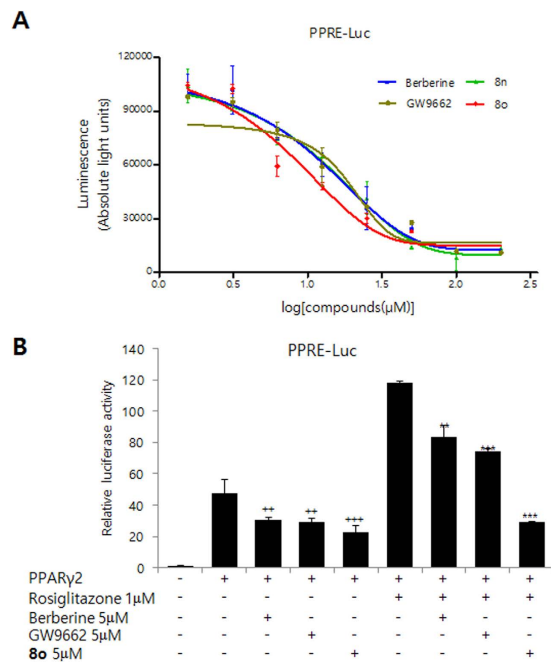 A
PPRE-Luc
120000
90000
60000
30000
0
Luminescence
(Absolute light units)
Berberine
8n
GW9662
8o
0.0 0.5 1.0 1.5 2.0 2.5
log[compounds(μM)]
B
PPRE-Luc
140
120
100
80
60
40
20
0
Relative luciferase activity
++ ++ +++ ** *** ***
PPARγ2 - + + + + + + + +
Rosiglitazone 1μM - - - - - + + + +
Berberine 5μM - - + - - - + - -
GW9662 5μM - - - + - - - + -
8o 5μM - - - - + - - - +